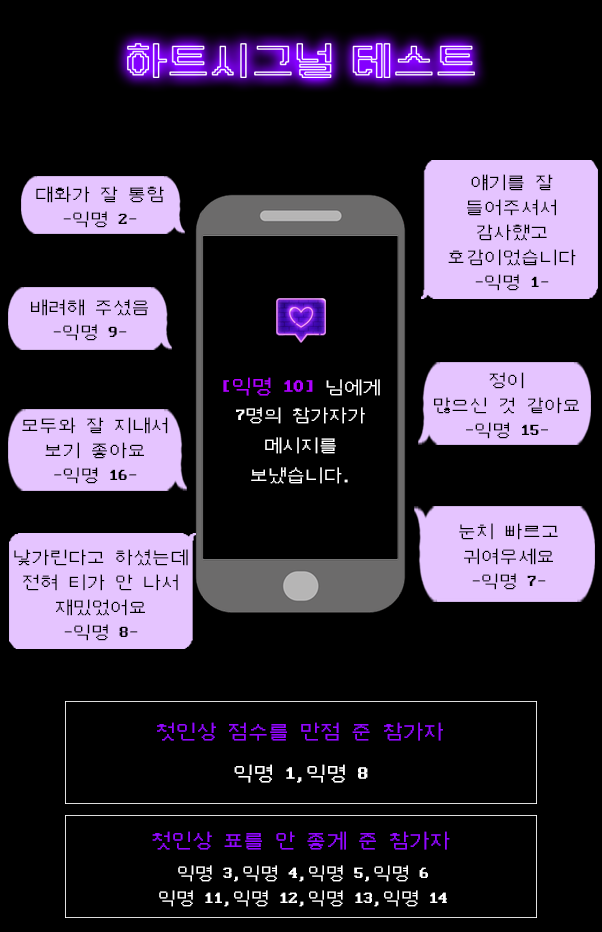 하트시그널 테스트
대화가 잘 통함
-익명 2-
얘기를 잘
들어주셔서
감사했고
호감이었습니다
-익명 1-
배려해 주셨음
-익명 9-
[익명 10] 님에게
7명의 참가자가
메시지를
보냈습니다.
정이
많으신 것 같아요
-익명 15-
모두와 잘 지내서
보기 좋아요
-익명 16-
눈치 빠르고
귀여우세요
-익명 7-
낯가린다고 하셨는데
전혀 티가 안 나서
재밌었어요
-익명 8-
첫인상 점수를 만점 준 참가자
익명 1,익명 8
첫인상 표를 안 좋게 준 참가자
익명 3,익명 4,익명 5,익명 6
익명 11,익명 12,익명 13,익명 14